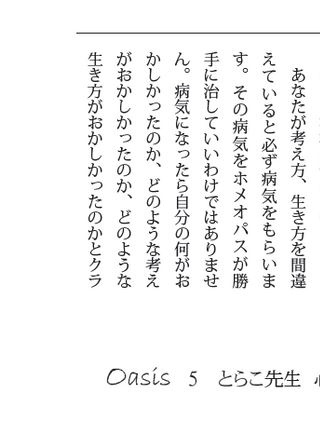 あなたが考え方、生き方を間違
えていると必ず病気をもらいま
す。その病気をホメオパスが勝
手に治していいわけではありませ
ん。病気になったら自分の何がお
かしかったのか、どのような考え
がおかしかったのか、どのような
生き方がおかしかったのかとクラ
Oasis 5 とらこ先生